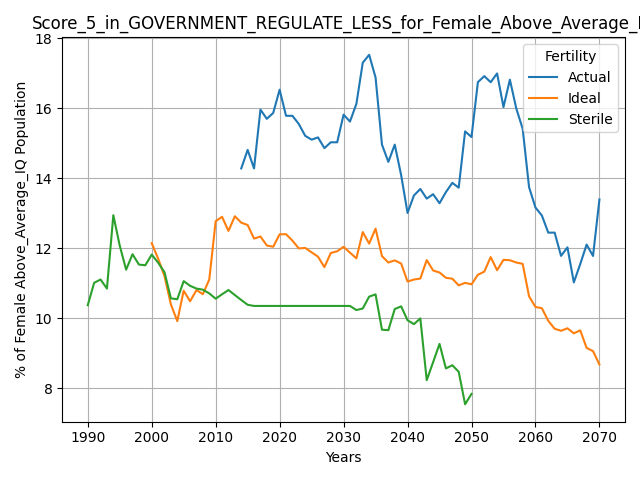 Score_5_in_GOVERNMENT_REGULATE_LESS_for_Female_Above_Average_
18
16
14
12
10
8
% of Female Above_Average_IQ Population
Fertility
Actual
Ideal
Sterile
1990 2000 2010 2020 2030 2040 2050 2060 2070
Years